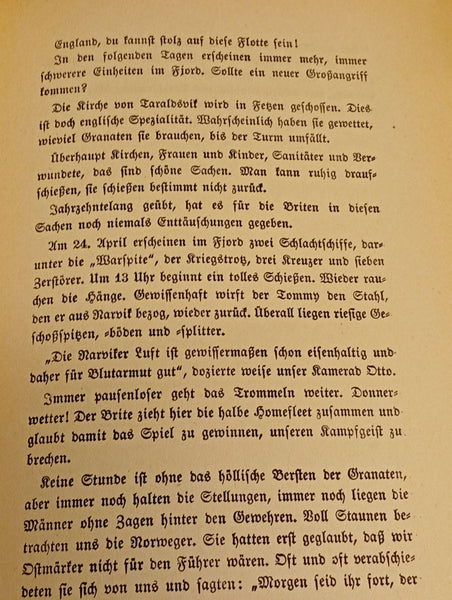 England, du kannst stolz auf diese Flotte sein!
In den folgenden Tagen erscheinen immer mehr, immer
schwerere Einheiten im Fjord. Sollte ein neuer Großangriff
kommen?
Die Kirche von Taraldsvik wird in Fetzen geschossen. Dies
ist doch englische Spezialität. Wahrscheinlich haben sie gewettet,
wieviel Granaten sie brauchen, bis der Turm umfällt.
Überhaupt Kirchen, Frauen und Kinder, Sanitäter und Ver-
wundete, das sind schöne Sachen. Man kann ruhig drauf-
schießen, sie schießen bestimmt nicht zurück.
Jahrzehntelang geübt, hat es für die Briten in diesen
Sachen noch niemals Enttäuschungen gegeben.
Am 24. April erscheinen im Fjord zwei Schlachtschiffe, dar-
unter die „Warspite", der Kriegstrotz, drei Kreuzer und sieben
Zerstörer. Um 13 Uhr beginnt ein tolles Schießen. Wieder rau-
chen die Hänge. Gewissenhaft wirft der Tommy den Stahl,
den er aus Narvik bezog, wieder zurück. Überall liegen riesige Ge-
schoßspitzen, -böden und -splitter.
„Die Narviker Luft ist gewissermaßen schon eisenhaltig und
daher für Blutarmut gut", dozierte weise unser Kamerad Otto.
Immer pausenloser geht das Trommeln weiter. Donner-
wetter! Der Brite zieht hier die halbe Homefleet zusammen und
glaubt damit das Spiel zu gewinnen, unseren Kampfgeist zu
brechen.
Keine Stunde ist ohne das höllische Bersten der Granaten,
aber immer noch halten die Stellungen, immer noch liegen die
Männer ohne Zagen hinter den Gewehren. Voll Staunen be-
trachten uns die Norweger. Sie hatten erst geglaubt, daß wir
Ostmärker nicht für den Führer wären. Oft und oft verabschie-
deten sie sich von uns und sagten: „Morgen seid ihr fort, der